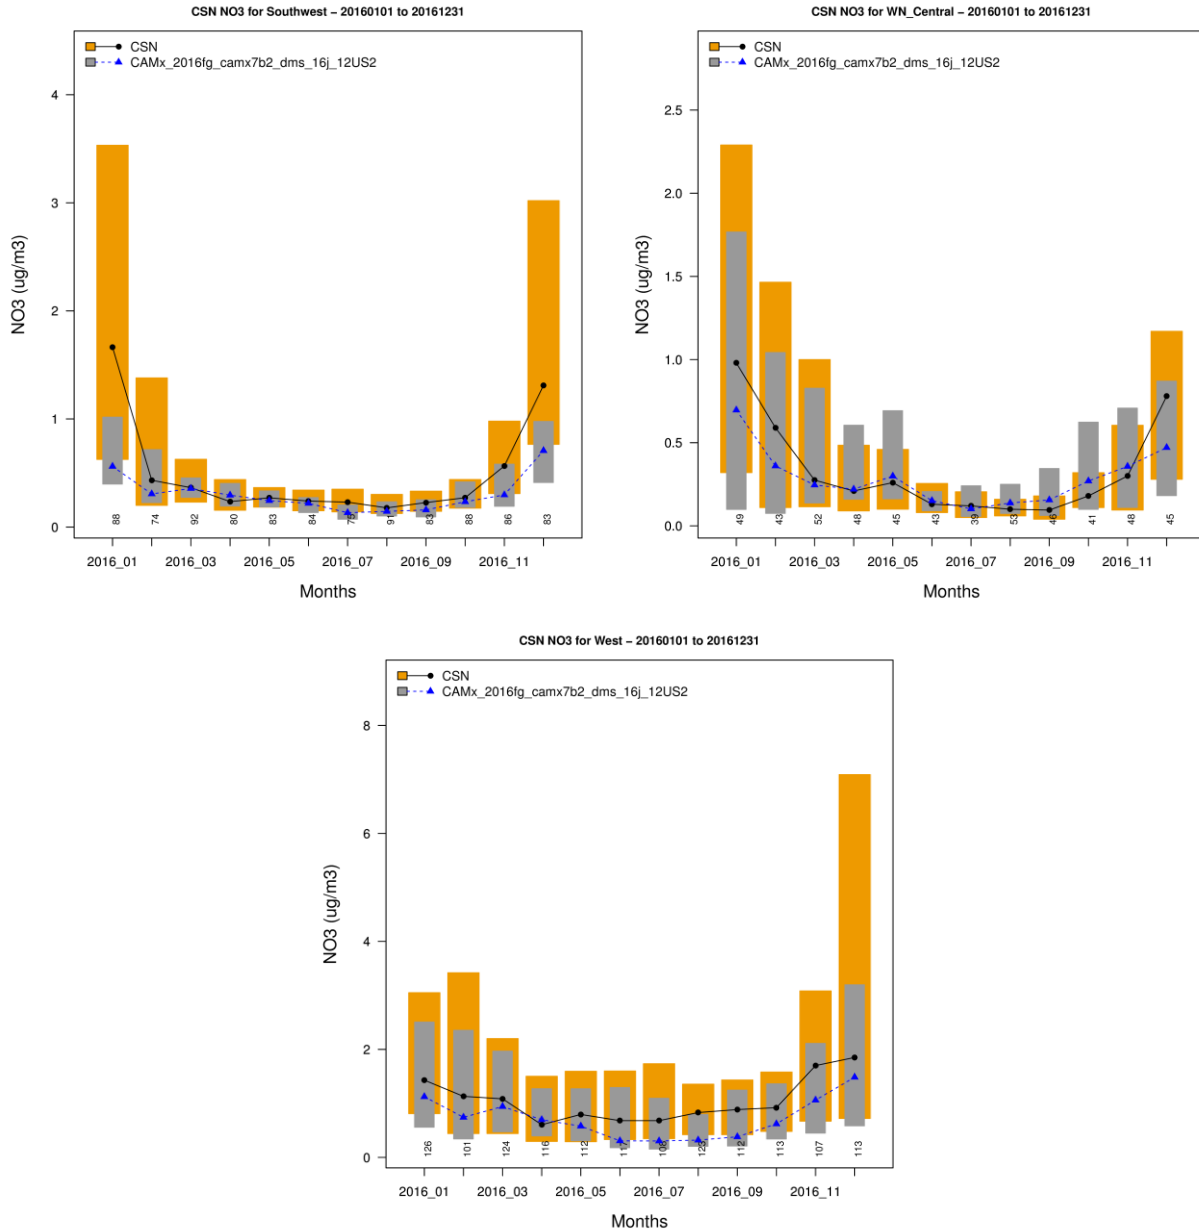 CSN NO3 for Southwest − 20160101 to 20161231
CSN
CAMx_2016fg_camx7b2_dms_16j_12US2
NO3 (ug/m3)
4
3
2
1
0
88 74 92 80 83 84 91 83 88 86 83
2016_01 2016_03 2016_05 2016_07 2016_09 2016_11
Months
CSN NO3 for WN_Central − 20160101 to 20161231
CSN
CAMx_2016fg_camx7b2_dms_16j_12US2
NO3 (ug/m3)
2.5
2.0
1.5
1.0
0.5
0.0
49 43 52 48 45 43 39 53 46 41 48 45
2016_01 2016_03 2016_05 2016_07 2016_09 2016_11
Months
CSN NO3 for West − 20160101 to 20161231
CSN
CAMx_2016fg_camx7b2_dms_16j_12US2
NO3 (ug/m3)
8
6
4
2
0
126 101 124 116 112 117 108 123 112 113 107 113
2016_01 2016_03 2016_05 2016_07 2016_09 2016_11
Months